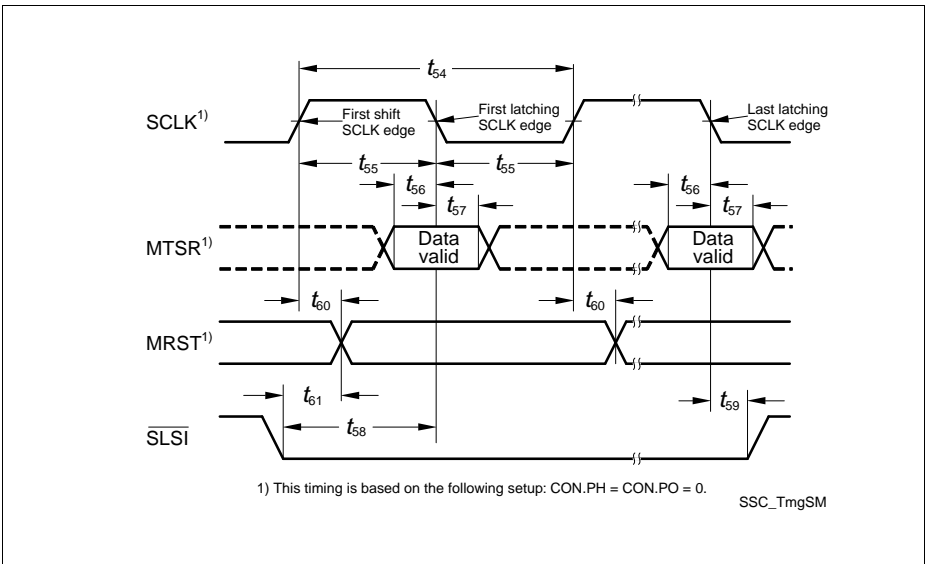 t54
SCLK1)
First shift
SCLK edge
First latching
SCLK edge
Last latching
SCLK edge
t55
t55
t56
t56
t57
t57
MTSR1)
Data
valid
Data
valid
t60
t60
MRST1)
t61
t59
SLSI
t58
1) This timing is based on the following setup: CON.PH = CON.PO = 0.
SSC_TmgSM